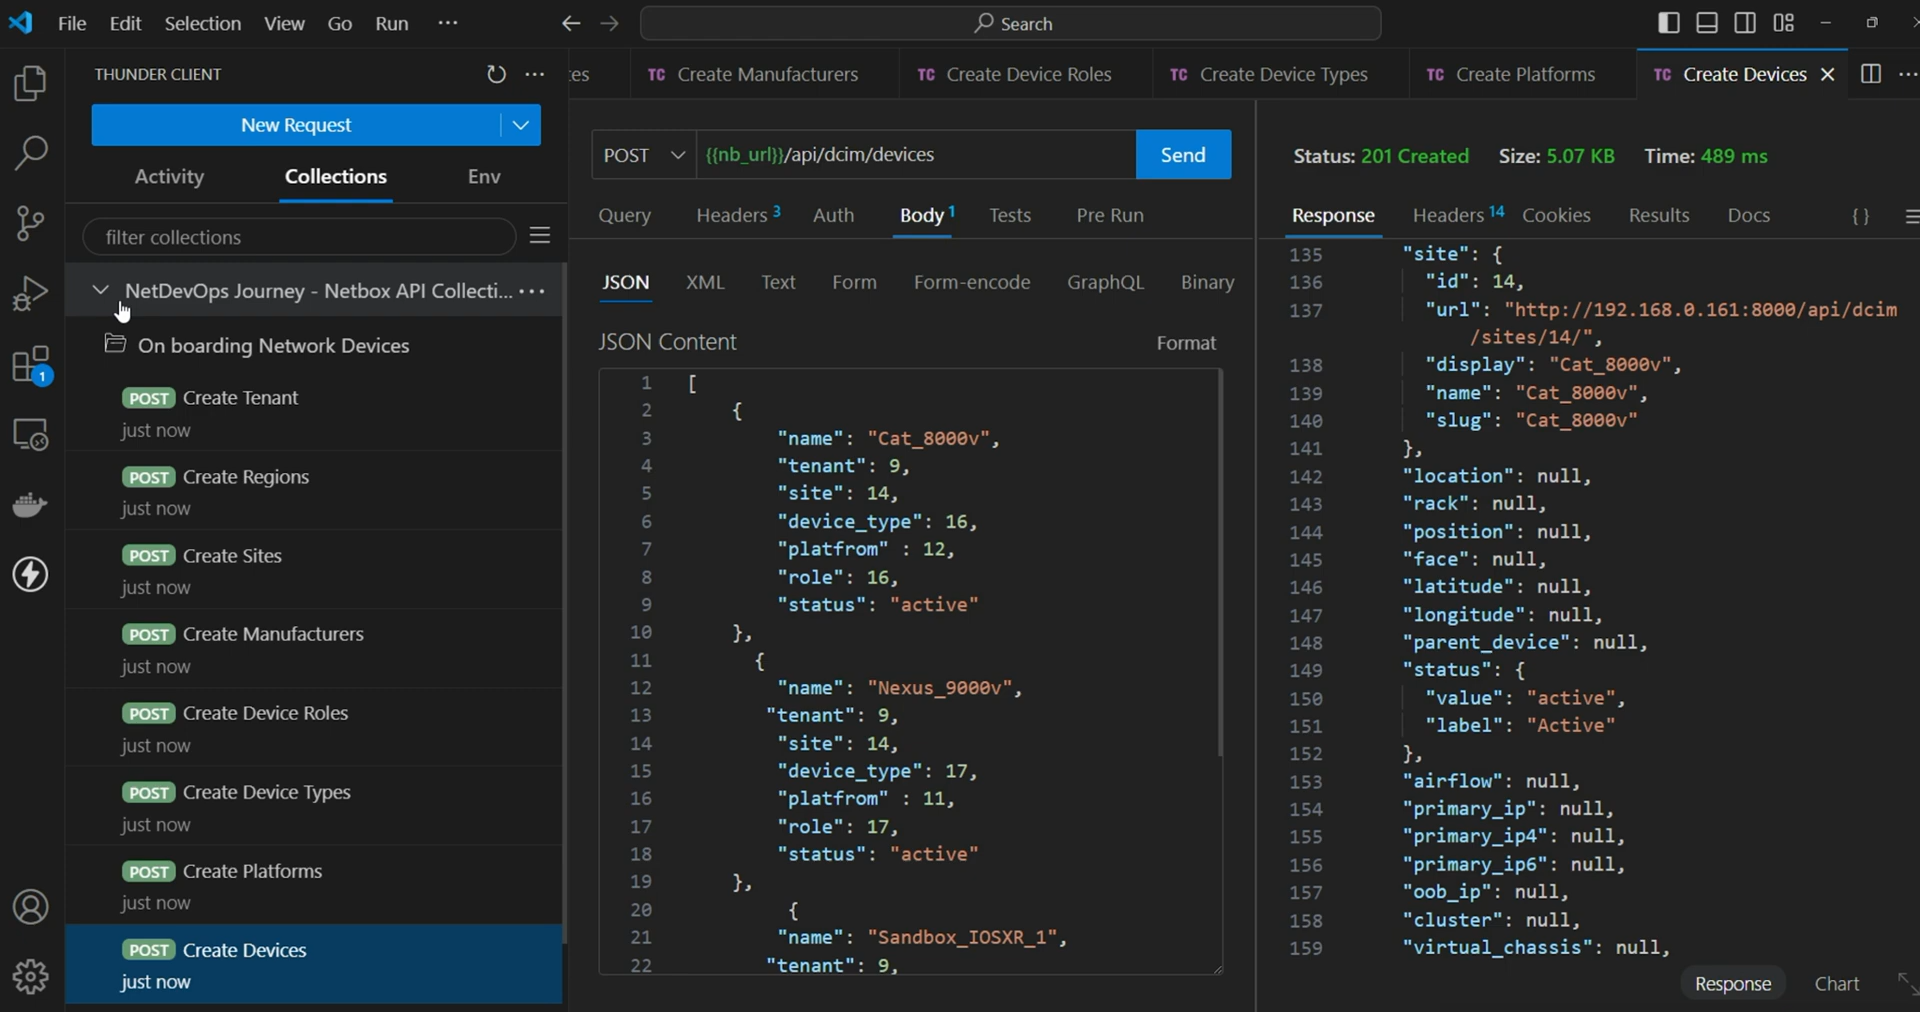 File Edit Selection View Go Run ···
Search
THUNDER CLIENT
New Request
Activity Collections Env
filter collections
NetDevOps Journey - Netbox API Collecti... ···
On boarding Network Devices
POST Create Tenant
just now
POST Create Regions
just now
POST Create Sites
just now
POST Create Manufacturers
just now
POST Create Device Roles
just now
POST Create Device Types
just now
POST Create Platforms
just now
POST Create Devices
just now
1
TC Create Manufacturers
TC Create Device Roles
TC Create Device Types
TC Create Platforms
TC Create Devices
POST {{nb_url}}/api/dcim/devices Send
Query Headers 3 Auth Body 1 Tests Pre Run
JSON XML Text Form Form-encode GraphQL Binary
JSON Content Format
1 [
2 {
3 "name": "Cat_8000v",
4 "tenant": 9,
5 "site": 14,
6 "device_type": 16,
7 "platfrom" : 12,
8 "role": 16,
9 "status": "active"
10 },
11 {
12 "name": "Nexus_9000v",
13 "tenant": 9,
14 "site": 14,
15 "device_type": 17,
16 "platfrom" : 11,
17 "role": 17,
18 "status": "active"
19 },
20 {
21 "name": "Sandbox_IOSXR_1",
22 "tenant": 9,
Status: 201 Created Size: 5.07 KB Time: 489 ms
Response Headers 14 Cookies Results Docs { }
135 "site": {
136 "id": 14,
137 "url": "http://192.168.0.161:8000/api/dcim
/sites/14/",
138 "display": "Cat_8000v",
139 "name": "Cat_8000v",
140 "slug": "Cat_8000v"
141 },
142 "location": null,
143 "rack": null,
144 "position": null,
145 "face": null,
146 "latitude": null,
147 "longitude": null,
148 "parent_device": null,
149 "status": {
150 "value": "active",
151 "label": "Active"
152 },
153 "airflow": null,
154 "primary_ip": null,
155 "primary_ip4": null,
156 "primary_ip6": null,
157 "oob_ip": null,
158 "cluster": null,
159 "virtual_chassis": null,
Response Chart